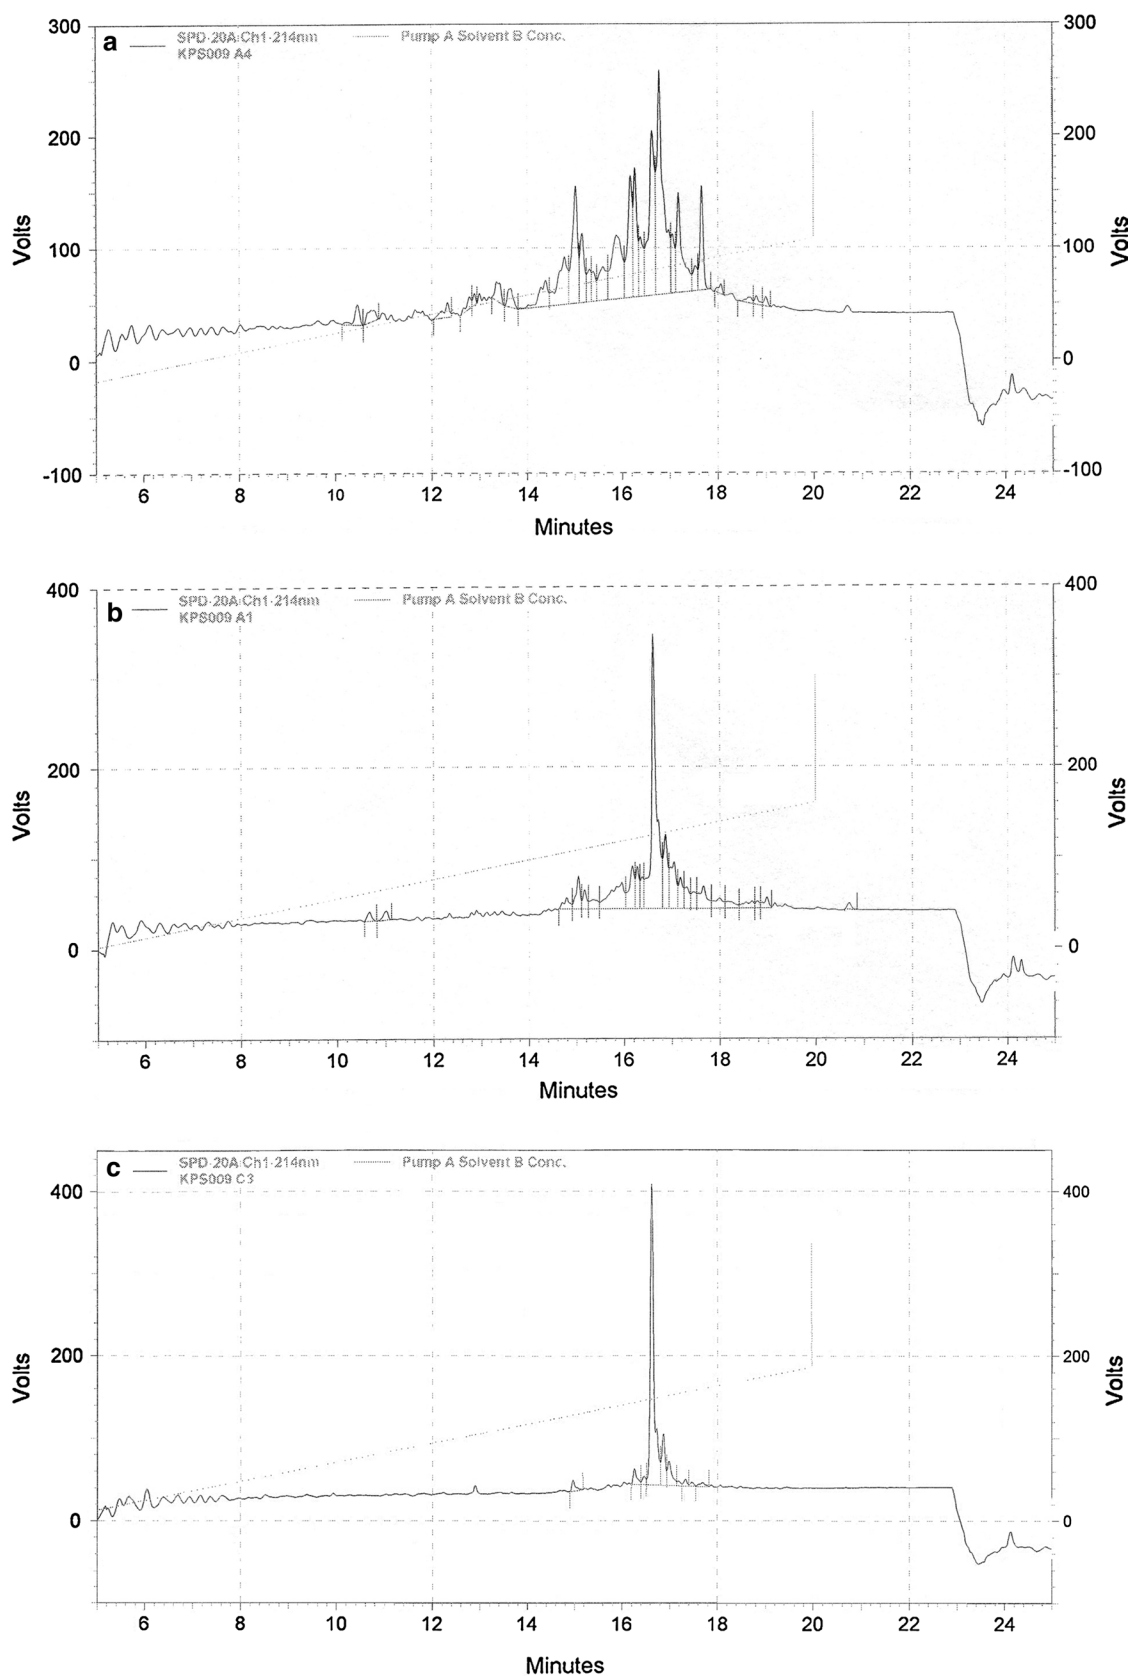 a SPD-20A:Ch1-214nm Pump A Solvent B Conc.
KPS009 A4
300 300
200 200
100 100
0 0
-100 -100
Volts Volts
6 8 10 12 14 16 18 20 22 24
Minutes
b SPD-20A:Ch1-214nm Pump A Solvent B Conc.
KPS009 A1
400 400
200 200
0 0
Volts Volts
6 8 10 12 14 16 18 20 22 24
Minutes
c SPD-20A:Ch1-214nm Pump A Solvent B Conc.
KPS009 C3
400 400
200 200
0 0
Volts Volts
6 8 10 12 14 16 18 20 22 24
Minutes